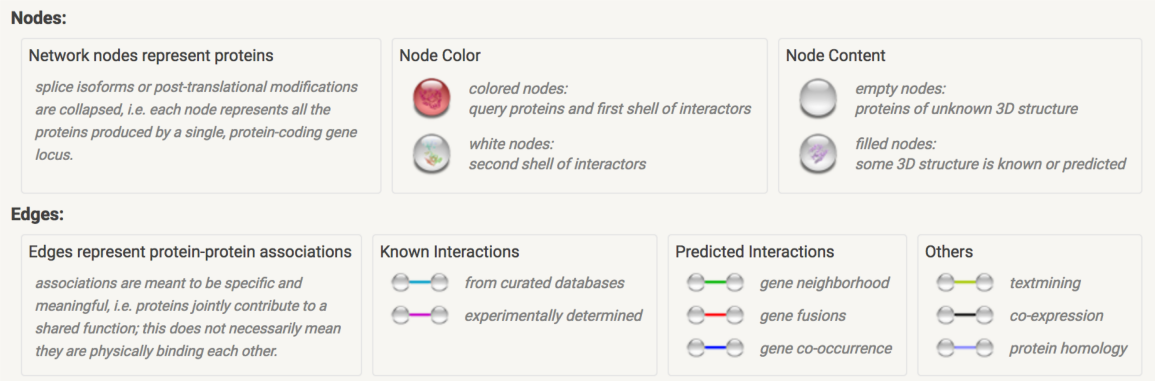 Nodes:
Network nodes represent proteins
splice isoforms or post-translational modifications
are collapsed, i.e. each node represents all the
proteins produced by a single, protein-coding gene
locus.
Node Color
colored nodes:
query proteins and first shell of interactors
white nodes:
second shell of interactors
Node Content
empty nodes:
proteins of unknown 3D structure
filled nodes:
some 3D structure is known or predicted
Edges:
Edges represent protein-protein associations
associations are meant to be specific and
meaningful, i.e. proteins jointly contribute to a
shared function; this does not necessarily mean
they are physically binding each other.
Known Interactions
from curated databases
experimentally determined
Predicted Interactions
gene neighborhood
gene fusions
gene co-occurrence
Others
textmining
co-expression
protein homology